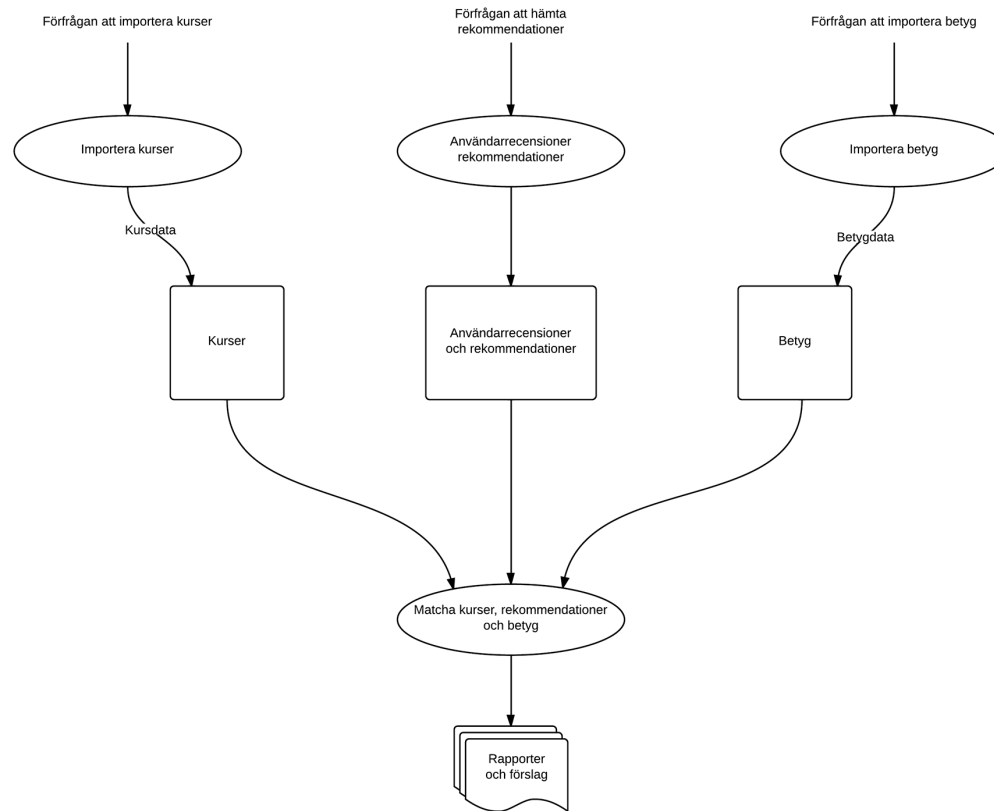 Förfrågan att importera kurser
Förfrågan att hämta
rekommendationer
Förfrågan att importera betyg
Importera kurser
Användarrecensioner
rekommendationer
Importera betyg
Kursdata
Betygdata
Kurser
Användarrecensioner
och rekommendationer
Betyg
Matcha kurser, rekommendationer
och betyg
Rapporter
och förslag